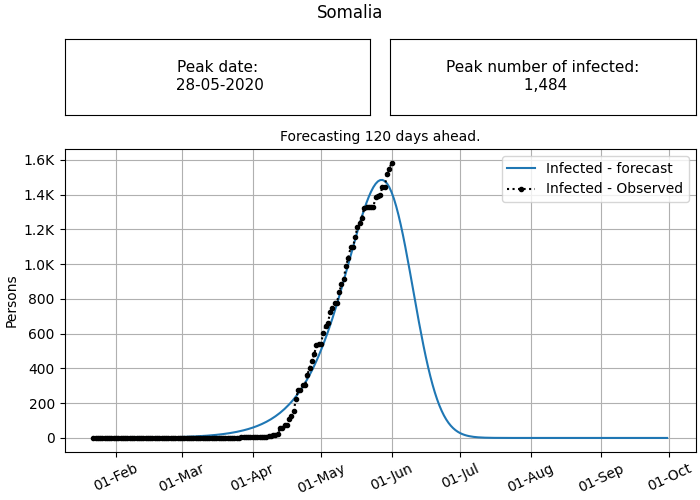 Somalia
Peak date:
28-05-2020
Peak number of infected:
1,484
Forecasting 120 days ahead.
1.6K
1.4K
1.2K
1.0K
800
600
400
200
0
Persons
Infected - forecast
Infected - Observed
01-Feb
01-Mar
01-Apr
01-May
01-Jun
01-Jul
01-Aug
01-Sep
01-Oct